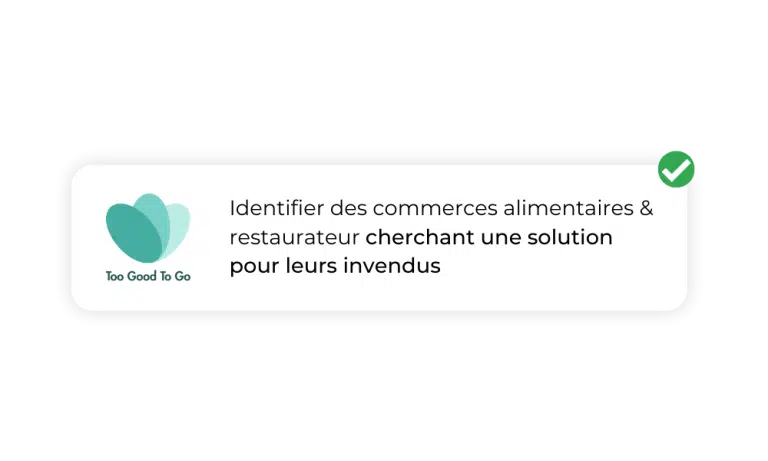 Too Good To Go
Identifier des commerces alimentaires &
restaurateur cherchant une solution
pour leurs invendus